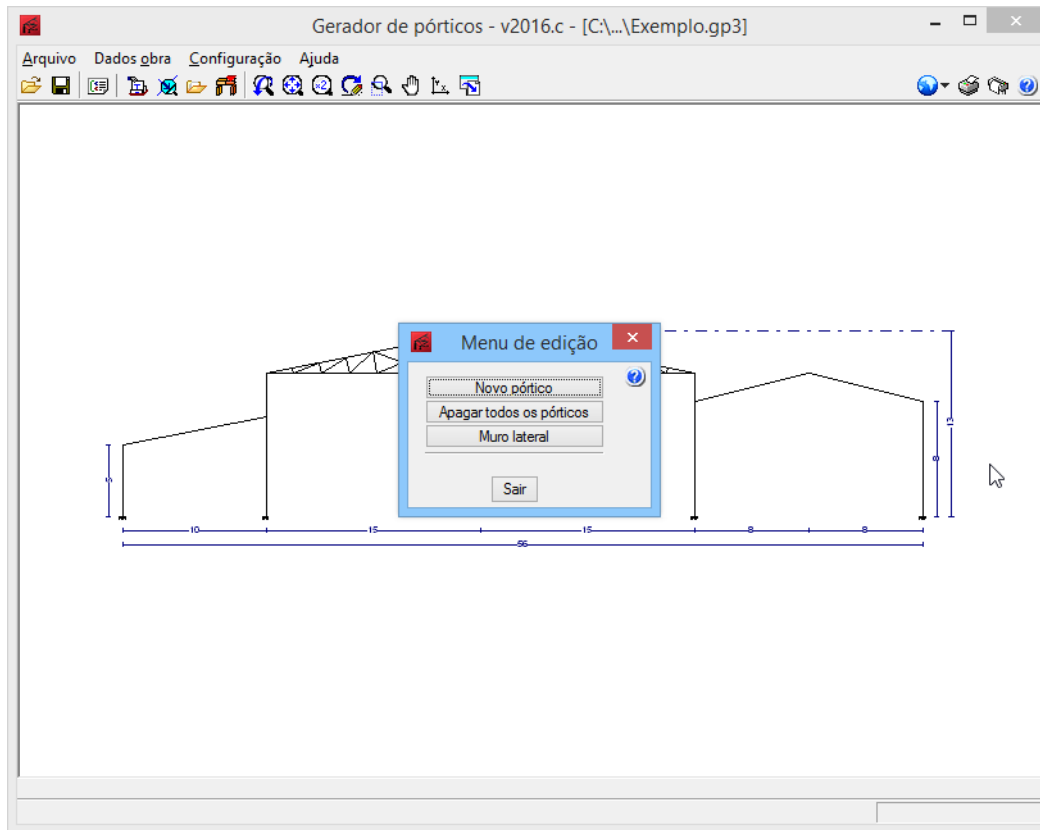 Gerador de pórticos - v2016.c - [C:\...\Exemplo.gp3]
Arquivo Dados obra Configuração Ajuda
Menu de edição
Novo pórtico
Apagar todos os pórticos
Muro lateral
Sair
5
8
13
10 15 15 8 8
56